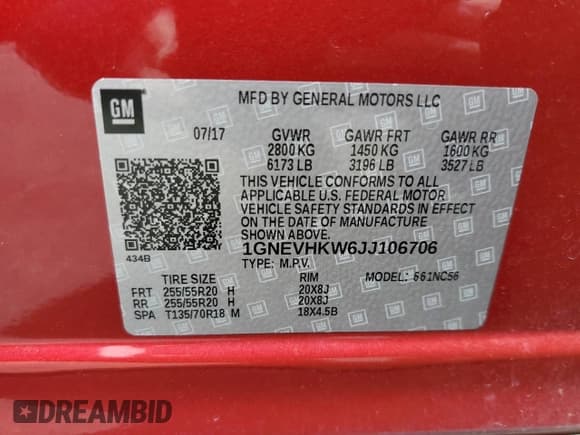 GM
MFD BY GENERAL MOTORS LLC
07/17 GVWR GAWR FRT GAWR RR
2800 KG 1450 KG 1600 KG
6173 LB 3196 LB 3527 LB
THIS VEHICLE CONFORMS TO ALL
APPLICABLE U.S. FEDERAL MOTOR
VEHICLE SAFETY STANDARDS IN EFFECT
ON THE DATE OF MANUFACTURE
SHOWN ABOVE.
434B
1GNEVHKW6JJ106706
TYPE: M.P.V. MODEL: 661NC56
TIRE SIZE RIM
FRT 255/55R20 H 20X8J
RR 255/55R20 H 20X8J
SPA T135/70R18 M 18X4.5B
DREAMBID